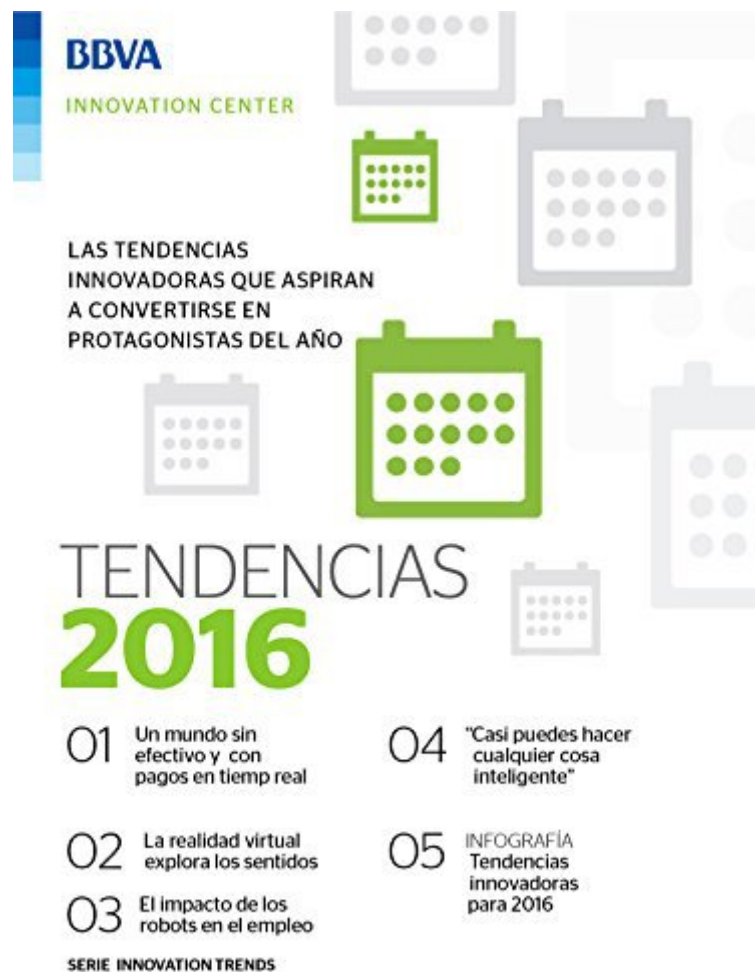 BBVA
INNOVATION CENTER
LAS TENDENCIAS
INNOVADORAS QUE ASPIRAN
A CONVERTIRSE EN
PROTAGONISTAS DEL AÑO
TENDENCIAS
2016
01 Un mundo sin
efectivo y con
pagos en tiemp real
02 La realidad virtual
explora los sentidos
03 El impacto de los
robots en el empleo
04 "Casi puedes hacer
cualquier cosa
inteligente"
05 INFOGRAFÍA
Tendencias
innovadoras
para 2016
SERIE INNOVATION TRENDS